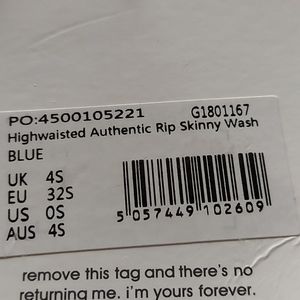 PO:4500105221 G1801167
Highwaisted Authentic Rip Skinny Wash
BLUE
UK 4S
EU 32S
US 0S
AUS 4S
5 057449 102609
remove this tag and there's no
returning me. i'm yours forever.